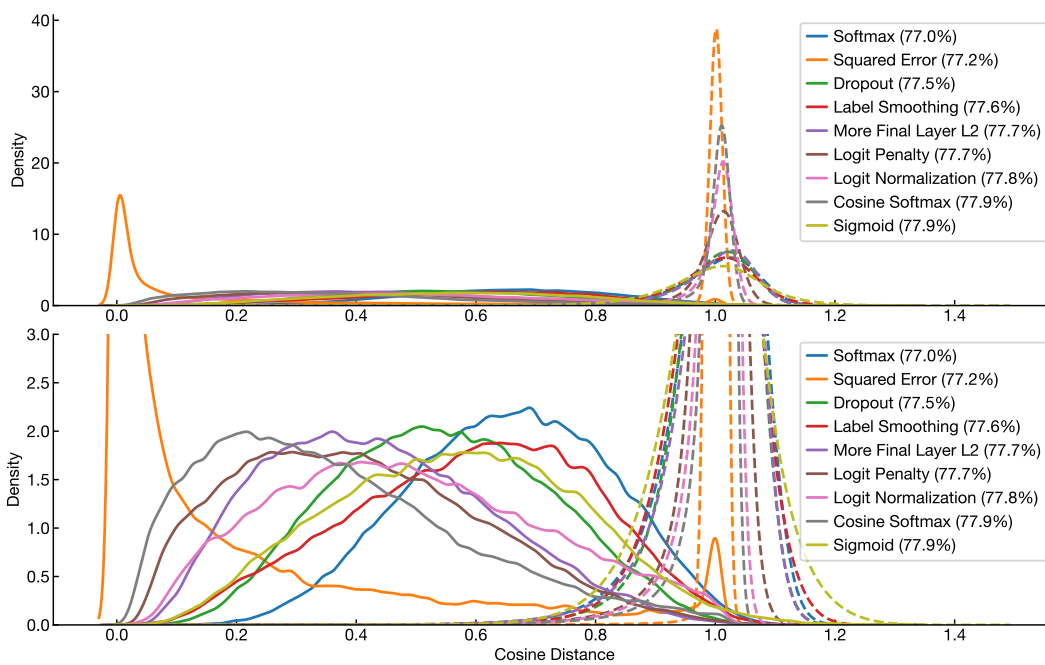 40
30
20
10
0
Density
0.0 0.2 0.4 0.6 0.8 1.0 1.2 1.4
Softmax (77.0%)
Squared Error (77.2%)
Dropout (77.5%)
Label Smoothing (77.6%)
More Final Layer L2 (77.7%)
Logit Penalty (77.7%)
Logit Normalization (77.8%)
Cosine Softmax (77.9%)
Sigmoid (77.9%)
3.0
2.5
2.0
1.5
1.0
0.5
0.0
Density
0.0 0.2 0.4 0.6 0.8 1.0 1.2 1.4
Cosine Distance
Softmax (77.0%)
Squared Error (77.2%)
Dropout (77.5%)
Label Smoothing (77.6%)
More Final Layer L2 (77.7%)
Logit Penalty (77.7%)
Logit Normalization (77.8%)
Cosine Softmax (77.9%)
Sigmoid (77.9%)